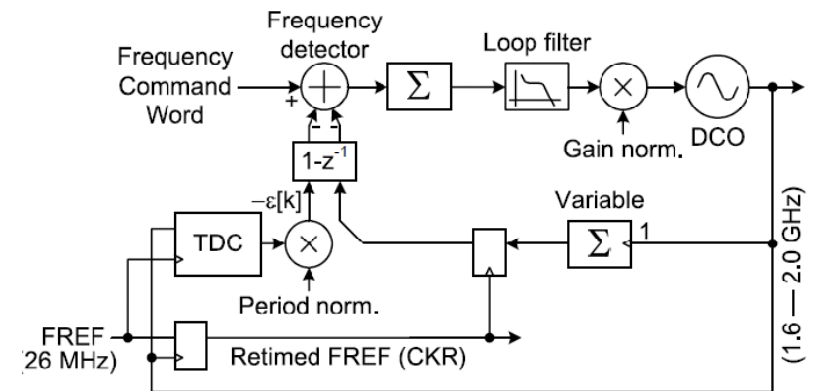 Frequency
detector
Frequency
Command
Word
+
+
Σ
Loop filter
×
DCO
Gain norm.
1-z⁻¹
−ε[k]
Variable
Σ
1
TDC
×
Period norm.
(1.6 — 2.0 GHz)
FREF
(26 MHz)
Retimed FREF (CKR)